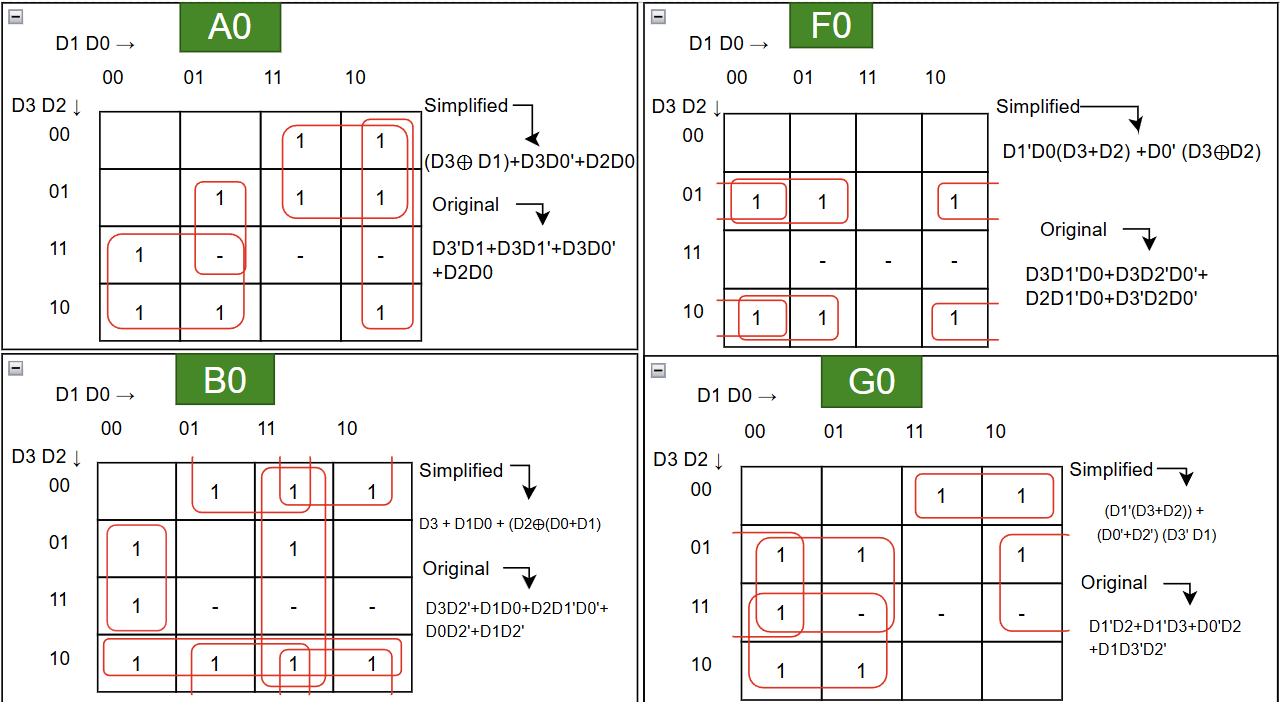 A0
D1 D0 →
00 01 11 10
D3 D2 ↓
00 1 1
01 1 1 1
11 1 - - -
10 1 1 1
Simplified
(D3⊕ D1)+D3D0'+D2D0
Original
D3'D1+D3D1'+D3D0'
+D2D0
F0
D1 D0 →
00 01 11 10
D3 D2 ↓
00
01 1 1 1
11 - - -
10 1 1 1
Simplified
D1'D0(D3+D2) +D0' (D3⊕D2)
Original
D3D1'D0+D3D2'D0'+
D2D1'D0+D3'D2D0'
B0
D1 D0 →
00 01 11 10
D3 D2 ↓
00 1 1 1
01 1 1
11 1 - - -
10 1 1 1 1
Simplified
D3 + D1D0 + (D2⊕(D0+D1)
Original
D3D2'+D1D0+D2D1'D0'+
D0D2'+D1D2'
G0
D1 D0 →
00 01 11 10
D3 D2 ↓
00 1 1
01 1 1 1
11 1 - - -
10 1 1
Simplified
(D1'(D3+D2)) +
(D0'+D2') (D3' D1)
Original
D1'D2+D1'D3+D0'D2
+D1D3'D2'